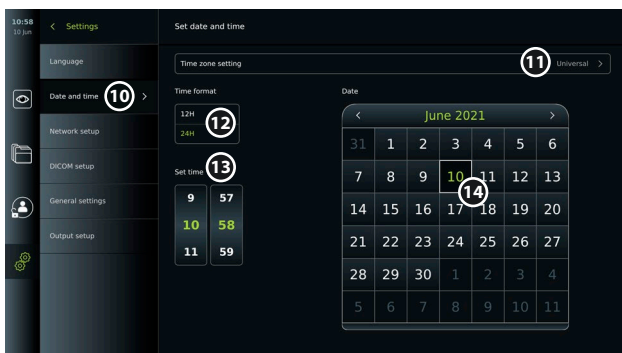 10:58
10 Jun
Settings
Set date and time
Language
Time zone setting
11
Universal
Date and time
10
Time format
12H
24H
12
Date
June 2021
31 1 2 3 4 5 6
7 8 9 10 11 12 13
14
14 15 16 17 18 19 20
21 22 23 24 25 26 27
28 29 30 1 2 3 4
5 6 7 8 9 10 11
Network setup
DICOM setup
General settings
Output setup
Set time
13
9 57
10 58
11 59